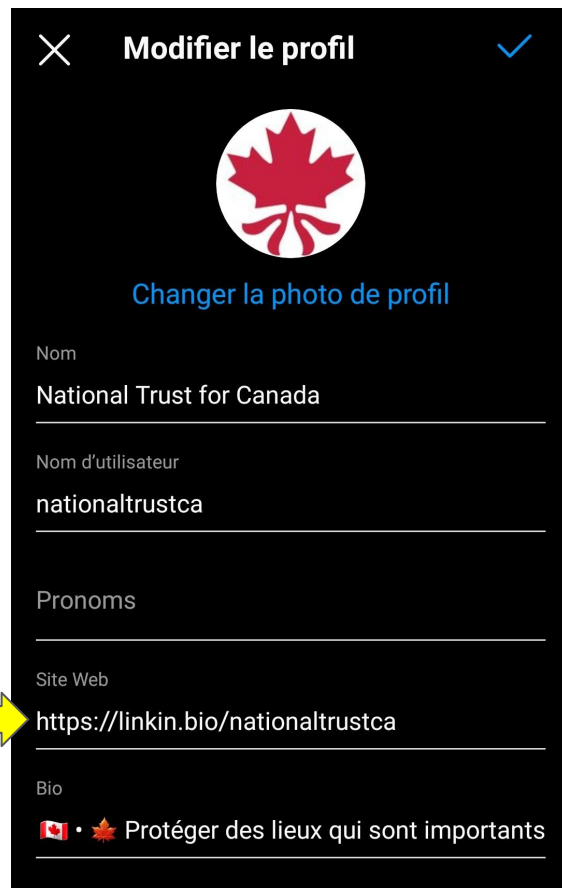 Modifier le profil
Changer la photo de profil
Nom
National Trust for Canada
Nom d’utilisateur
nationaltrustca
Pronoms
Site Web
https://linkin.bio/nationaltrustca
Bio
🇨🇦 • 🍁 Protéger des lieux qui sont importants